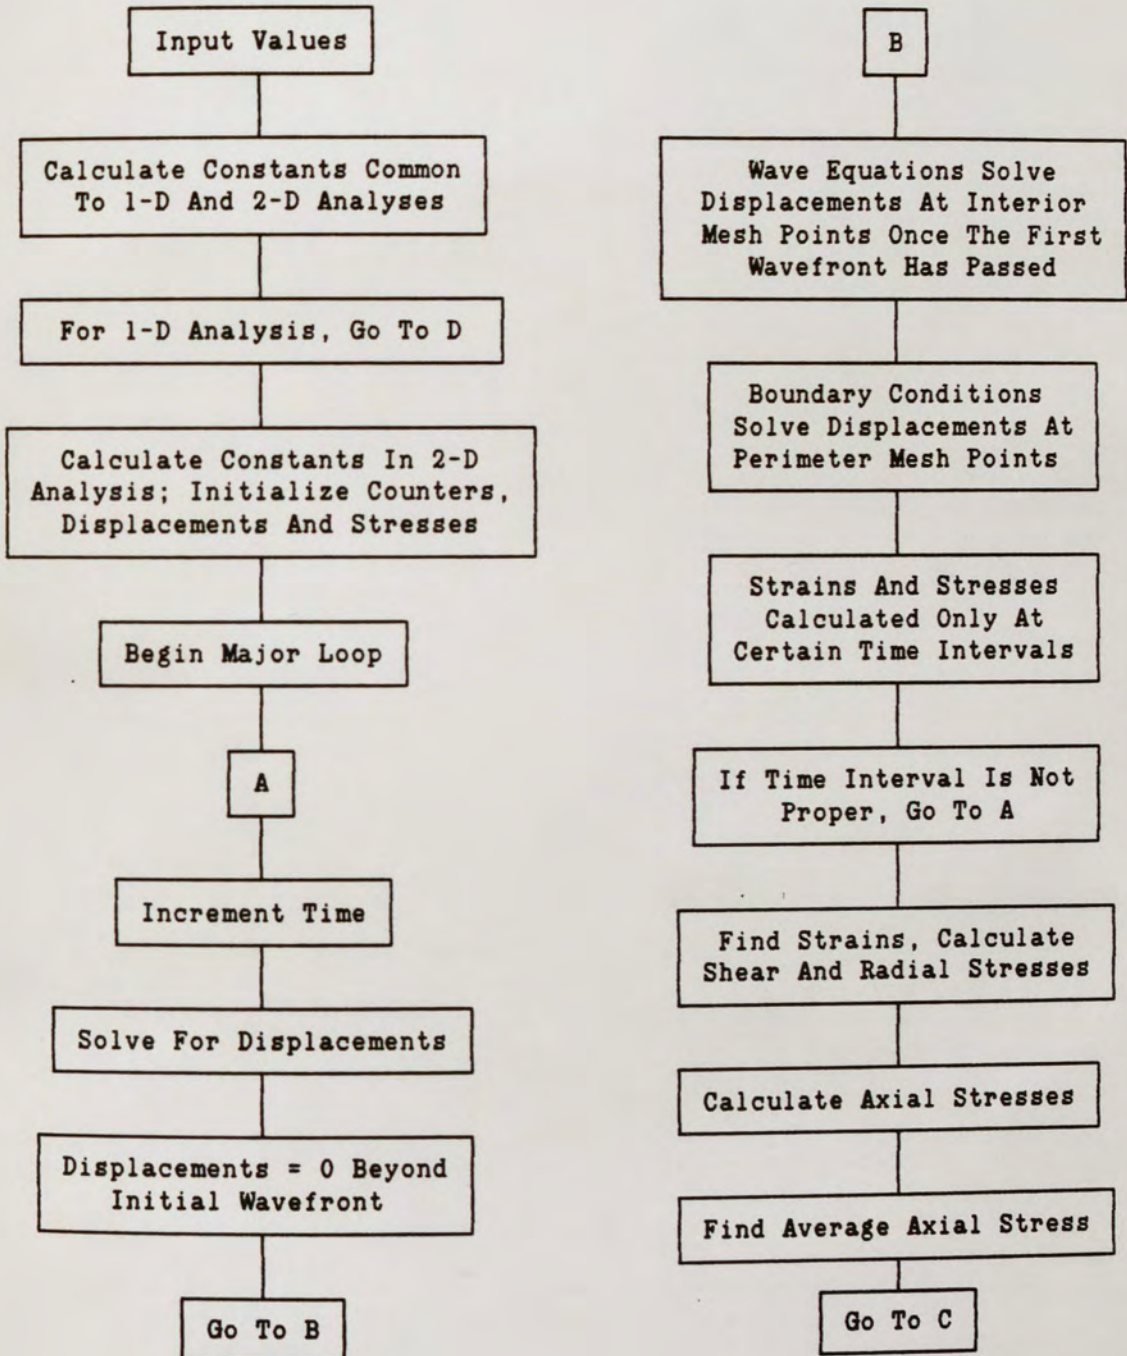 Input Values
Calculate Constants Common
To 1-D And 2-D Analyses
For 1-D Analysis, Go To D
Calculate Constants In 2-D
Analysis; Initialize Counters,
Displacements And Stresses
Begin Major Loop
A
Increment Time
Solve For Displacements
Displacements = 0 Beyond
Initial Wavefront
Go To B
B
Wave Equations Solve
Displacements At Interior
Mesh Points Once The First
Wavefront Has Passed
Boundary Conditions
Solve Displacements At
Perimeter Mesh Points
Strains And Stresses
Calculated Only At
Certain Time Intervals
If Time Interval Is Not
Proper, Go To A
Find Strains, Calculate
Shear And Radial Stresses
Calculate Axial Stresses
Find Average Axial Stress
Go To C